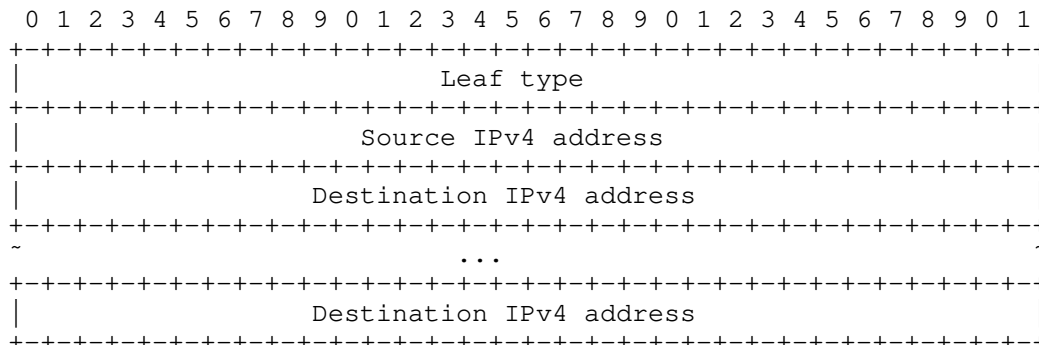 0 1 2 3 4 5 6 7 8 9 0 1 2 3 4 5 6 7 8 9 0 1 2 3 4 5 6 7 8 9 0 1
+-+-+-+-+-+-+-+-+-+-+-+-+-+-+-+-+-+-+-+-+-+-+-+-+-+-+-+-+-+-+-+--
|                          Leaf type
+-+-+-+-+-+-+-+-+-+-+-+-+-+-+-+-+-+-+-+-+-+-+-+-+-+-+-+-+-+-+-+--
|                     Source IPv4 address
+-+-+-+-+-+-+-+-+-+-+-+-+-+-+-+-+-+-+-+-+-+-+-+-+-+-+-+-+-+-+-+--
|                  Destination IPv4 address
+-+-+-+-+-+-+-+-+-+-+-+-+-+-+-+-+-+-+-+-+-+-+-+-+-+-+-+-+-+-+-+--
~                           ...                                 ~
+-+-+-+-+-+-+-+-+-+-+-+-+-+-+-+-+-+-+-+-+-+-+-+-+-+-+-+-+-+-+-+--
|                  Destination IPv4 address
+-+-+-+-+-+-+-+-+-+-+-+-+-+-+-+-+-+-+-+-+-+-+-+-+-+-+-+-+-+-+-+--